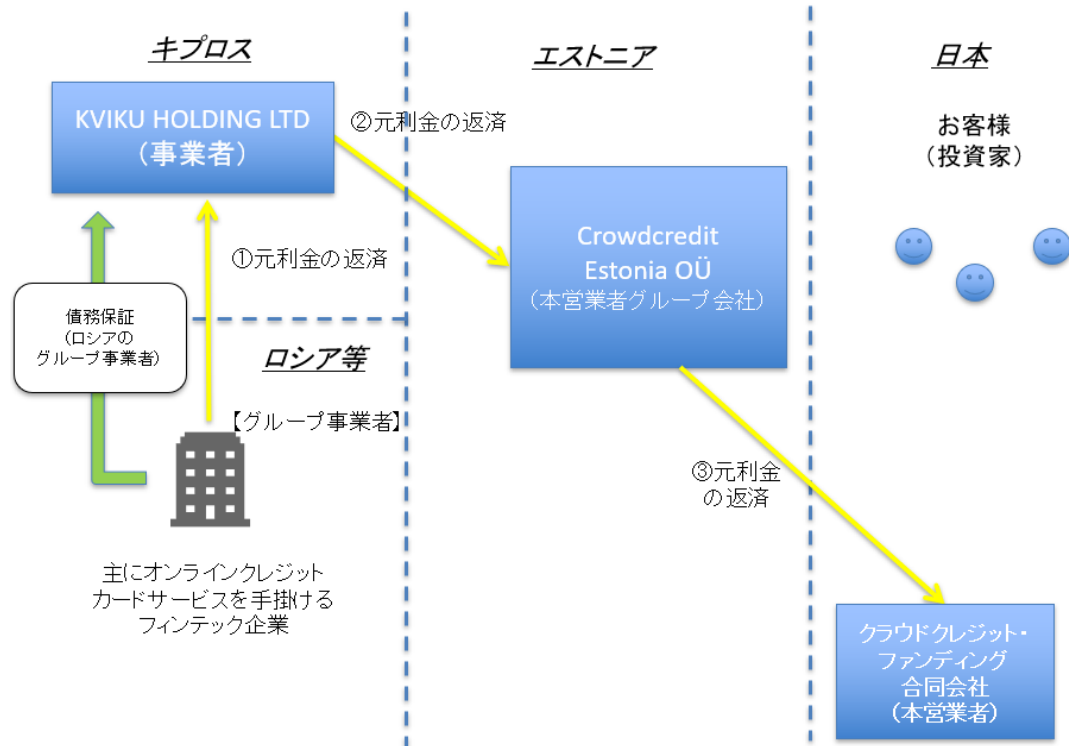 キプロス
エストニア
日本
KVIKU HOLDING LTD
（事業者）
②元利金の返済
お客様
（投資家）
Crowdcredit
Estonia OÜ
（本営業者グループ会社）
①元利金の返済
債務保証
(ロシアの
グループ事業者)
ロシア等
【グループ事業者】
③元利金
の返済
主にオンラインクレジット
カードサービスを手掛ける
フィンテック企業
クラウドクレジット・
ファンディング
合同会社
（本営業者）